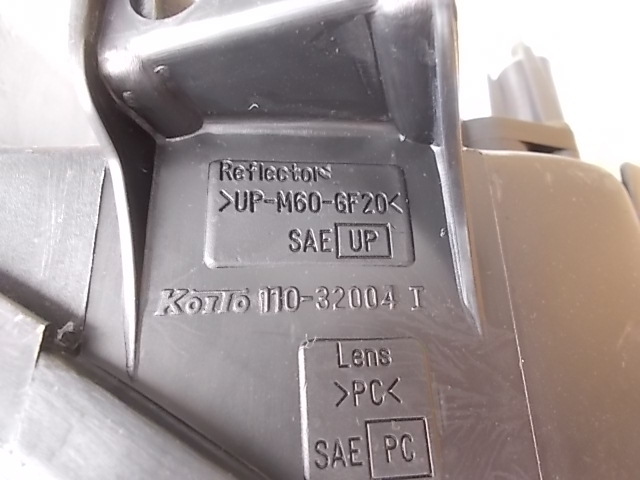 Reflector
>UP-M60-GF20<
SAE UP
KOITO 110-32004 I
Lens
>PC<
SAE PC